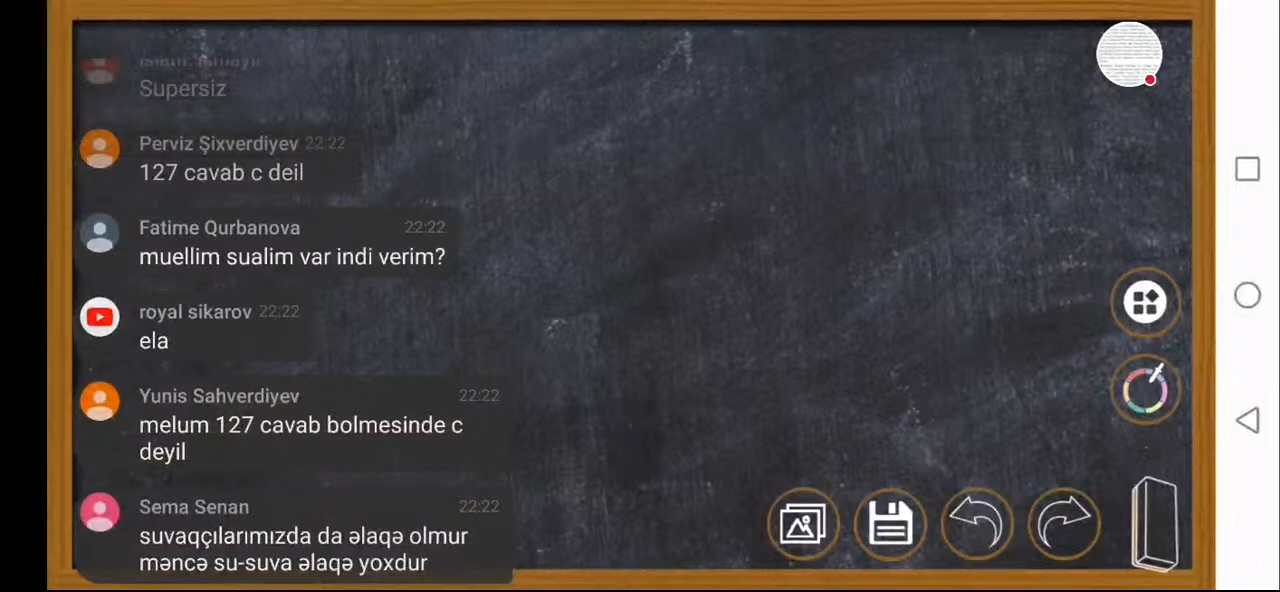 Supersiz
Perviz Şixverdiyev 22:22
127 cavab c deil
Fatime Qurbanova 22:22
muellim sualim var indi verim?
royal sikarov 22:22
ela
Yunis Sahverdiyev 22:22
melum 127 cavab bolmesinde c
deyil
Sema Senan 22:22
suvaqçılarımızda da əlaqə olmur
məncə su-suva əlaqə yoxdur